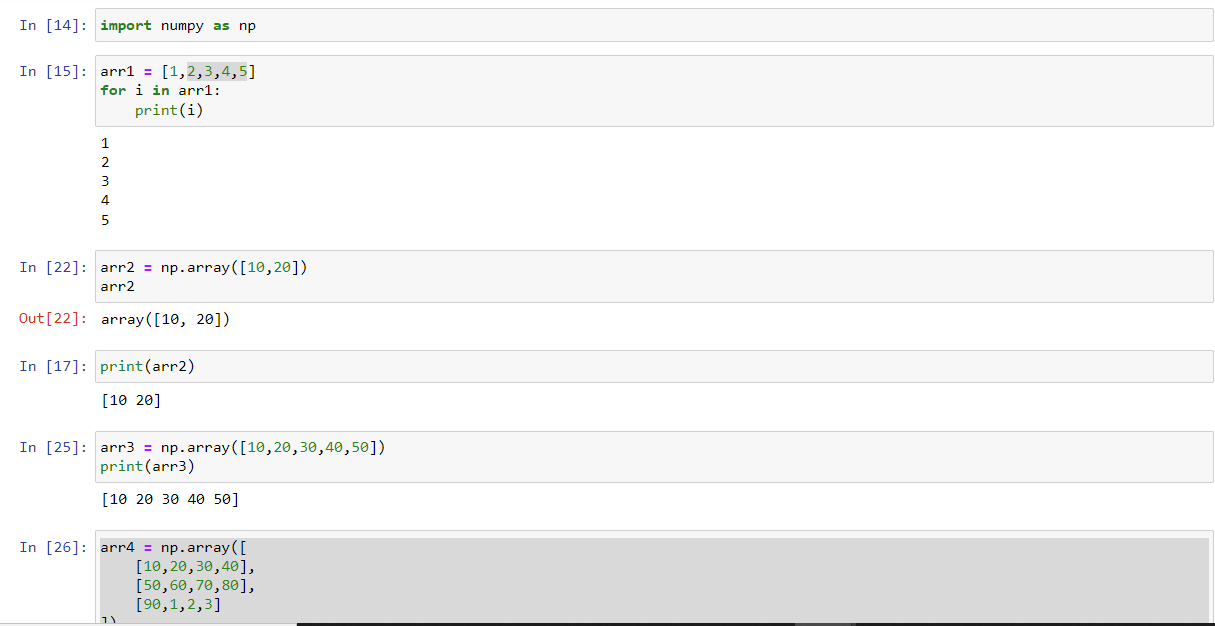 In [14]: import numpy as np
In [15]: arr1 = [1,2,3,4,5]
for i in arr1:
    print(i)
1
2
3
4
5
In [22]: arr2 = np.array([10,20])
arr2
Out[22]: array([10, 20])
In [17]: print(arr2)
[10 20]
In [25]: arr3 = np.array([10,20,30,40,50])
print(arr3)
[10 20 30 40 50]
In [26]: arr4 = np.array([
    [10,20,30,40],
    [50,60,70,80],
    [90,1,2,3]
])